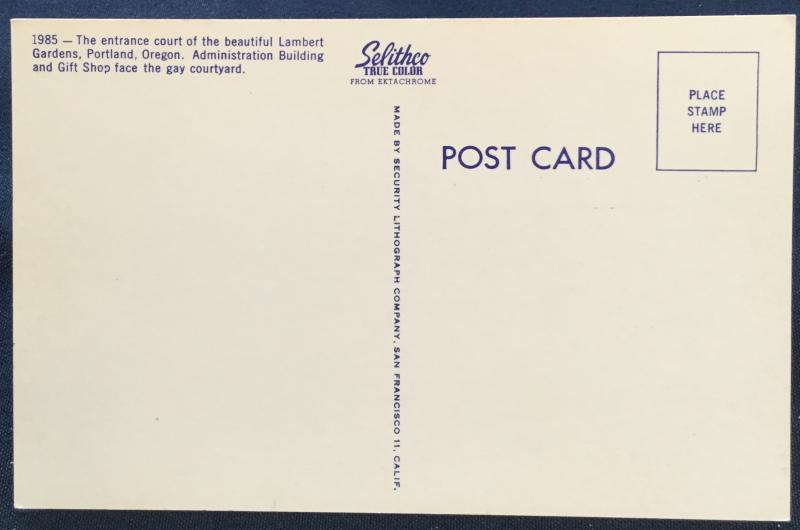 1985 — The entrance court of the beautiful Lambert
Gardens, Portland, Oregon. Administration Building
and Gift Shop face the gay courtyard.
Selithco
TRUE COLOR
FROM EKTACHROME
MADE BY SECURITY LITHOGRAPH COMPANY, SAN FRANCISCO 11, CALIF.
POST CARD
PLACE
STAMP
HERE